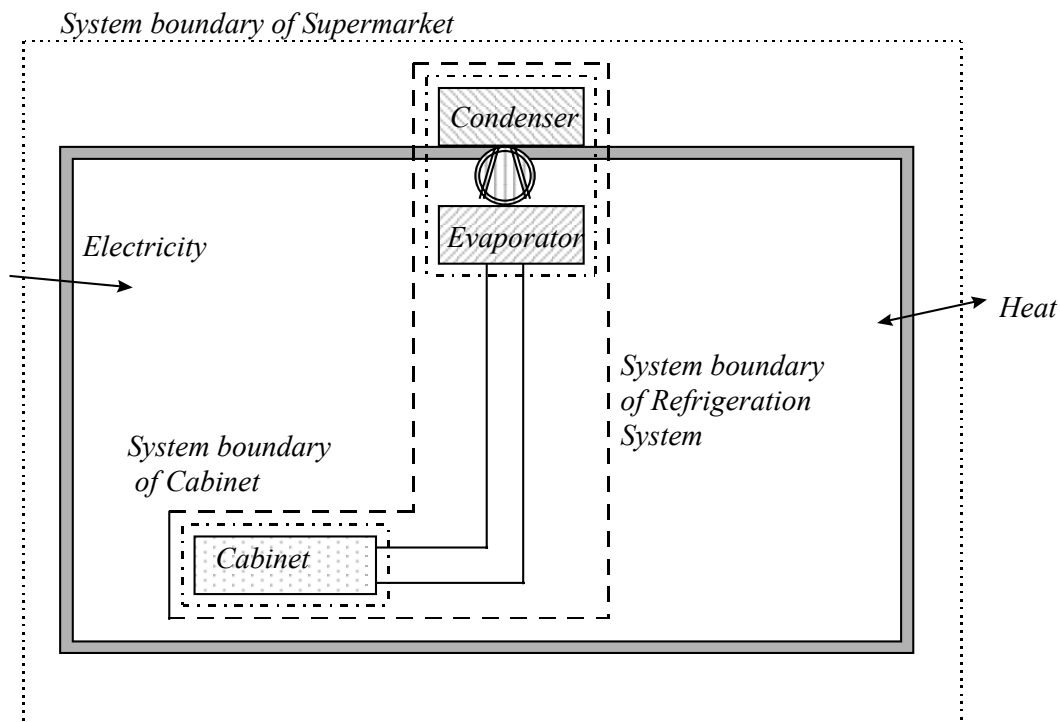 System boundary of Supermarket
Condenser
Evaporator
Electricity
Heat
System boundary
of Refrigeration
System
System boundary
of Cabinet
Cabinet